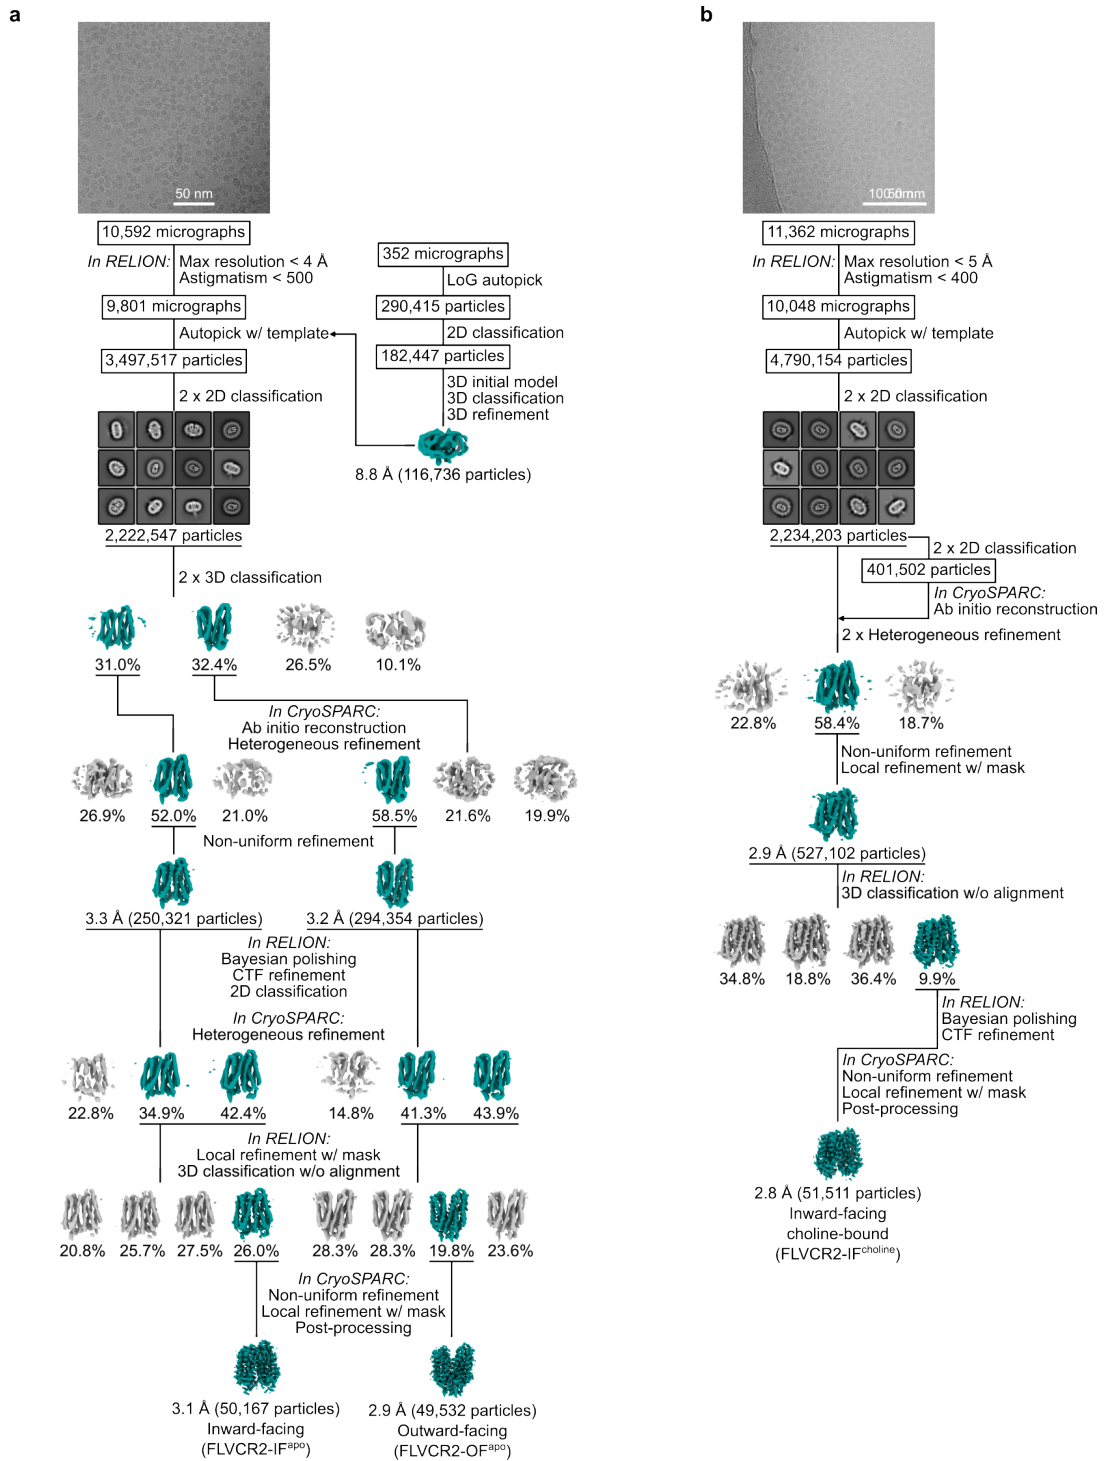 a
50 nm
10,592 micrographs
In RELION:
Max resolution < 4 Å
Astigmatism < 500
9,801 micrographs
Autopick w/ template
3,497,517 particles
2 x 2D classification
352 micrographs
LoG autopick
290,415 particles
2D classification
182,447 particles
3D initial model
3D classification
3D refinement
8.8 Å (116,736 particles)
2,222,547 particles
2 x 3D classification
31.0%
32.4%
26.5%
10.1%
In CryoSPARC:
Ab initio reconstruction
Heterogeneous refinement
26.9%
52.0%
21.0%
58.5%
21.6%
19.9%
Non-uniform refinement
3.3 Å (250,321 particles)
3.2 Å (294,354 particles)
In RELION:
Bayesian polishing
CTF refinement
2D classification
In CryoSPARC:
Heterogeneous refinement
22.8%
34.9%
42.4%
14.8%
41.3%
43.9%
In RELION:
Local refinement w/ mask
3D classification w/o alignment
20.8%
25.7%
27.5%
26.0%
28.3%
28.3%
19.8%
23.6%
In CryoSPARC:
Non-uniform refinement
Local refinement w/ mask
Post-processing
3.1 Å (50,167 particles)
Inward-facing
(FLVCR2-IFapo)
2.9 Å (49,532 particles)
Outward-facing
(FLVCR2-OFapo)
b
11,362 micrographs
In RELION:
Max resolution < 5 Å
Astigmatism < 400
10,048 micrographs
Autopick w/ template
4,790,154 particles
2 x 2D classification
2,234,203 particles
2 x 2D classification
401,502 particles
In CryoSPARC:
Ab initio reconstruction
2 x Heterogeneous refinement
22.8%
58.4%
18.7%
Non-uniform refinement
Local refinement w/ mask
2.9 Å (527,102 particles)
In RELION:
3D classification w/o alignment
34.8%
18.8%
36.4%
9.9%
In RELION:
Bayesian polishing
CTF refinement
In CryoSPARC:
Non-uniform refinement
Local refinement w/ mask
Post-processing
2.8 Å (51,511 particles)
Inward-facing
choline-bound
(FLVCR2-IFcholine)